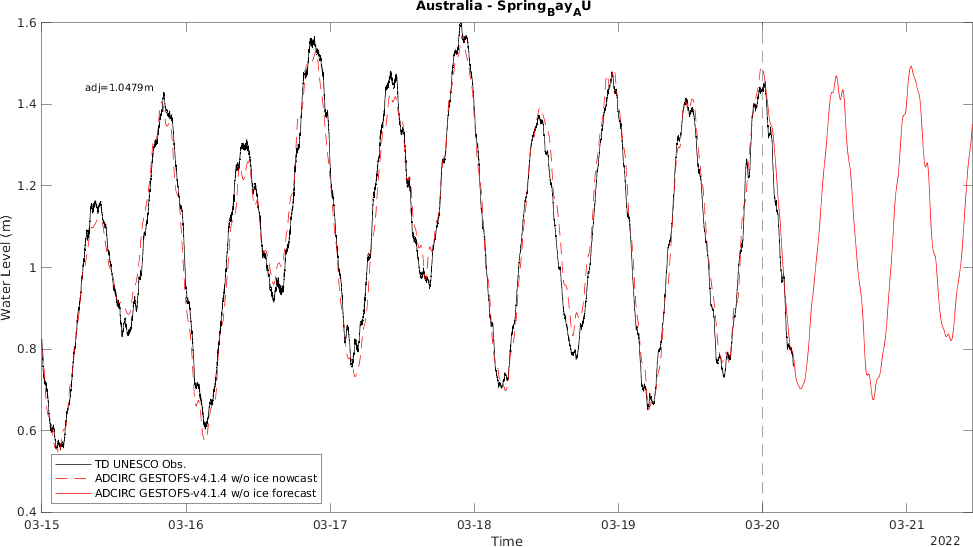 Australia - Spring_Bay_AU
adj=1.0479m
Water Level (m)
1.6
1.4
1.2
1
0.8
0.6
0.4
TD UNESCO Obs.
ADCIRC GESTOFS-v4.1.4 w/o ice nowcast
ADCIRC GESTOFS-v4.1.4 w/o ice forecast
03-15 03-16 03-17 03-18 03-19 03-20 03-21
Time
2022